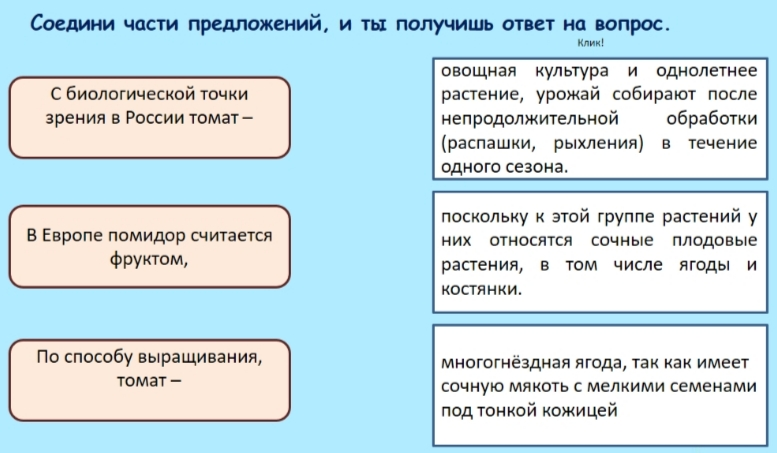 Соедини части предложений, и ты получишь ответ на вопрос.
Клик!
С биологической точки
зрения в России томат –
овощная культура и однолетнее
растение, урожай собирают после
непродолжительной обработки
(распашки, рыхления) в течение
одного сезона.
В Европе помидор считается
фруктом,
поскольку к этой группе растений у
них относятся сочные плодовые
растения, в том числе ягоды и
костянки.
По способу выращивания,
томат –
многогнёздная ягода, так как имеет
сочную мякоть с мелкими семенами
под тонкой кожицей